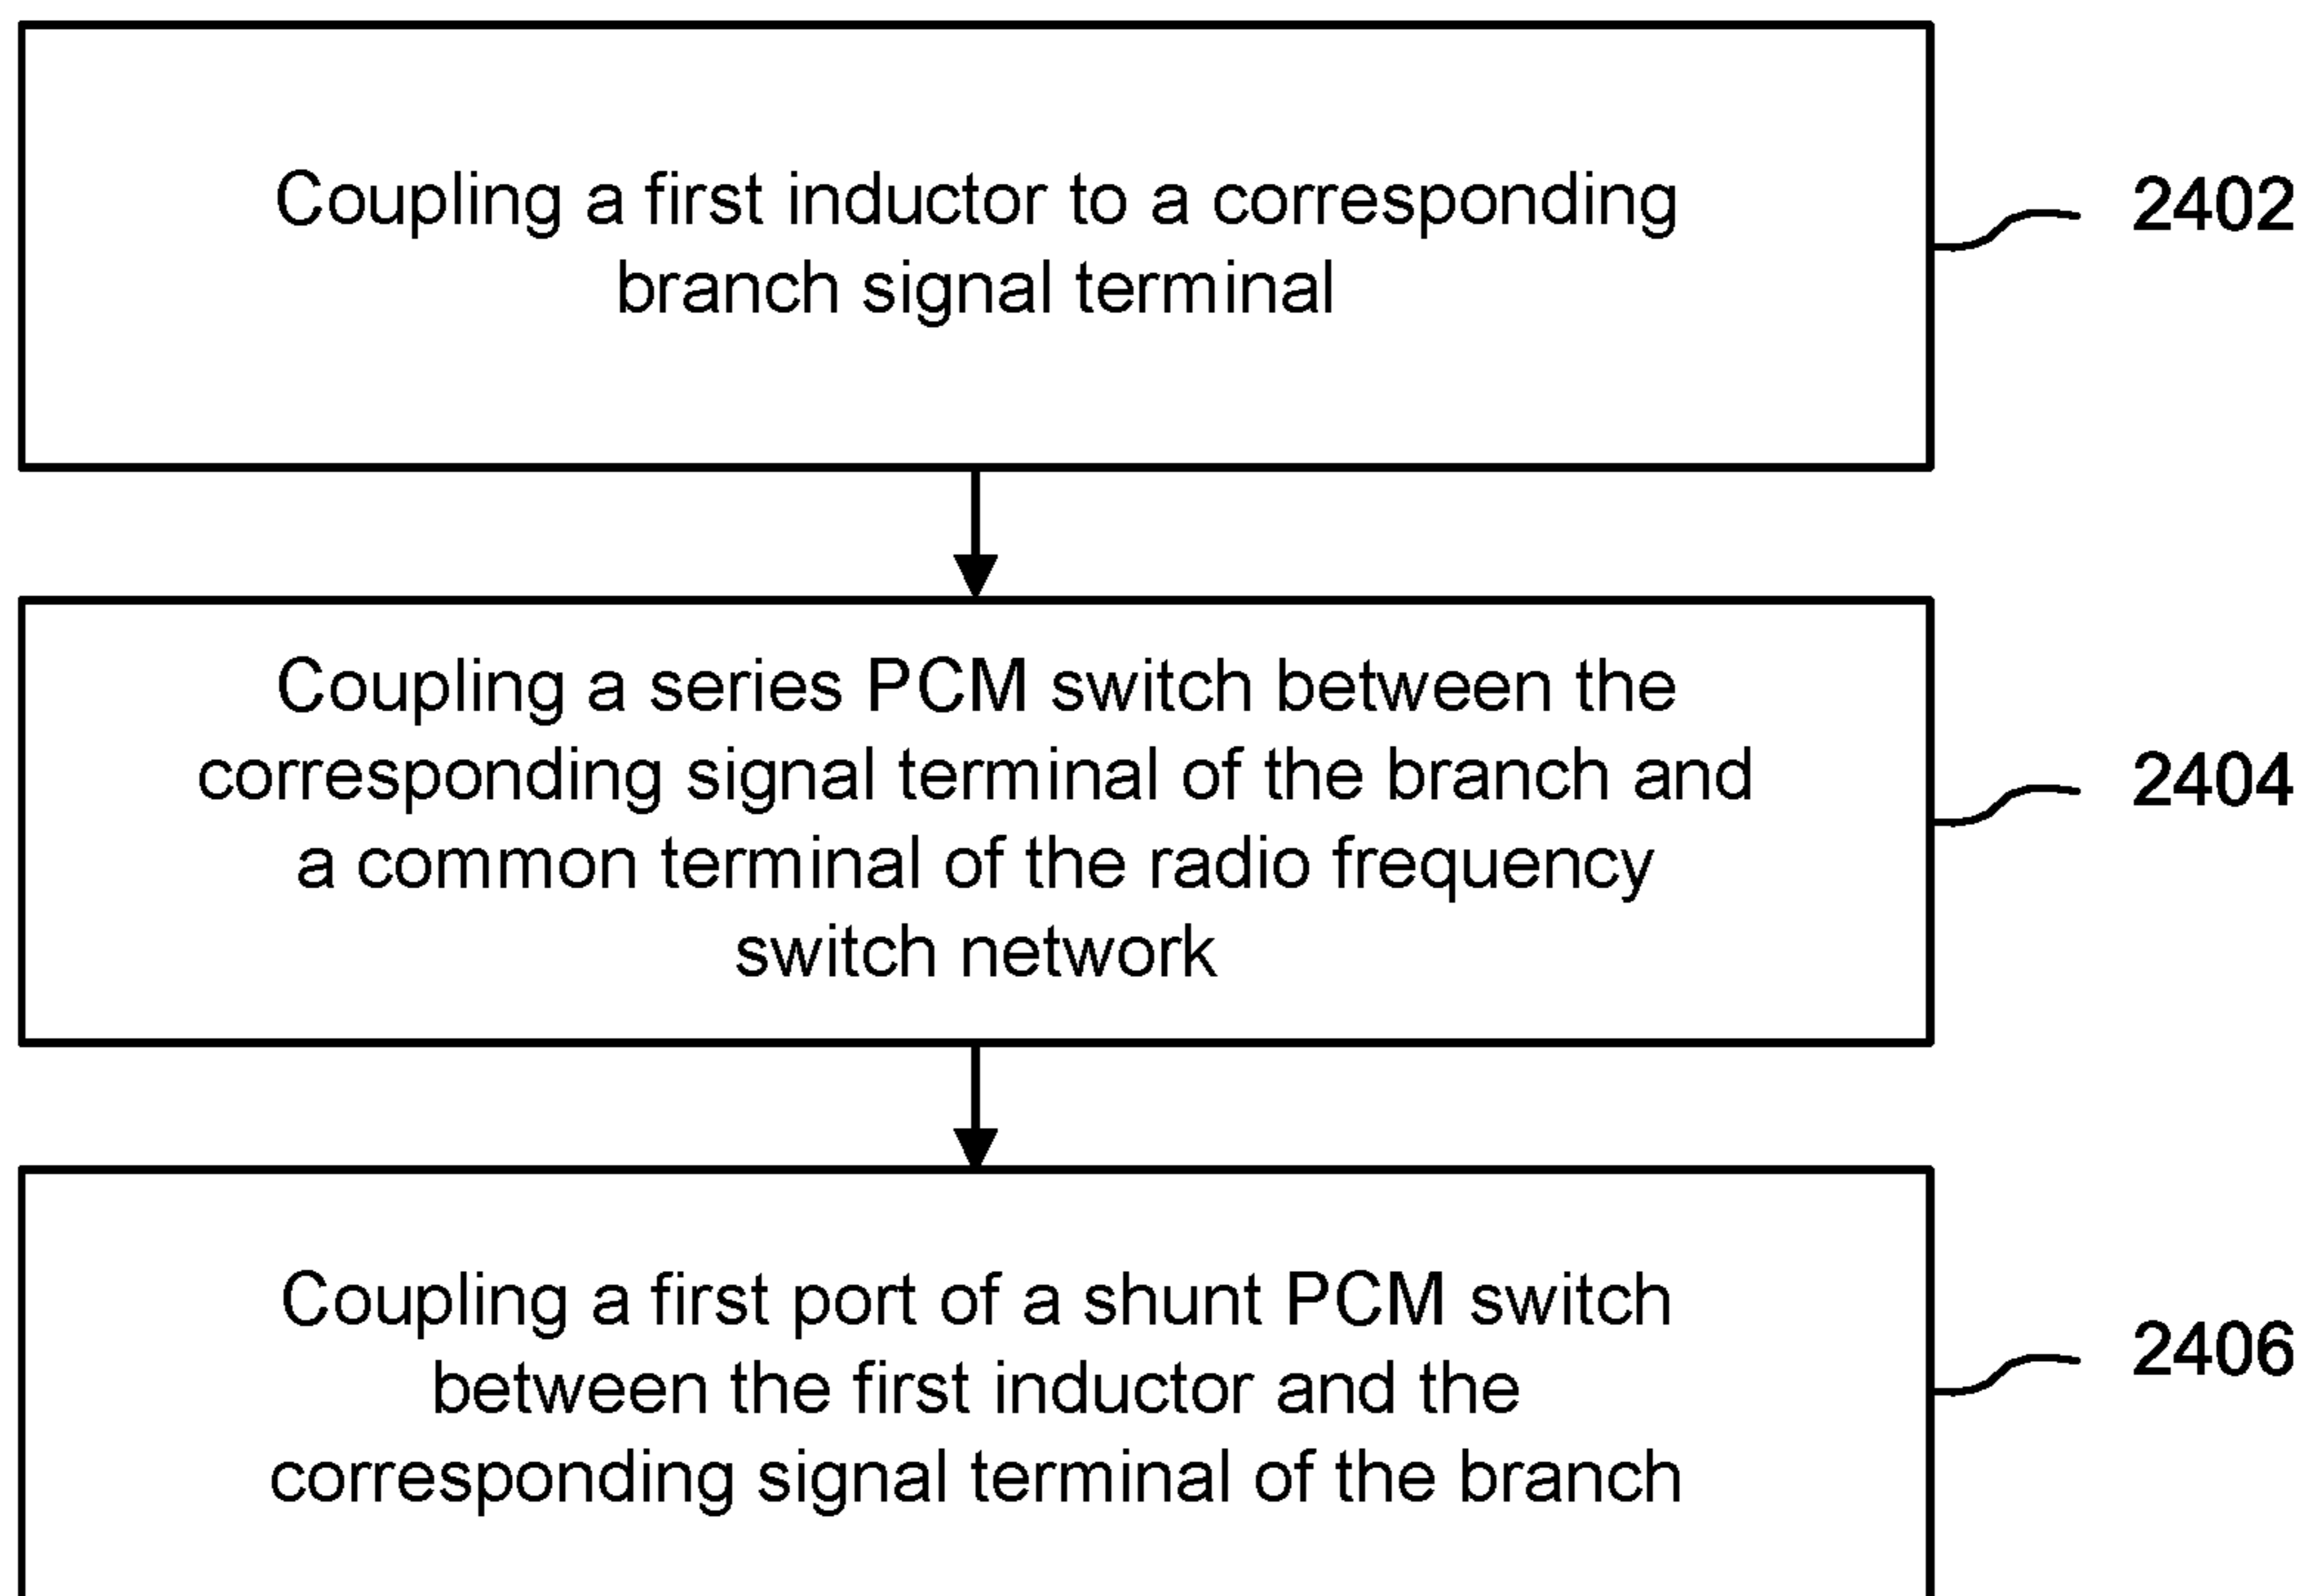 Coupling a first inductor to a corresponding
branch signal terminal
2402
Coupling a series PCM switch between the
corresponding signal terminal of the branch and
a common terminal of the radio frequency
switch network
2404
Coupling a first port of a shunt PCM switch
between the first inductor and the
corresponding signal terminal of the branch
2406